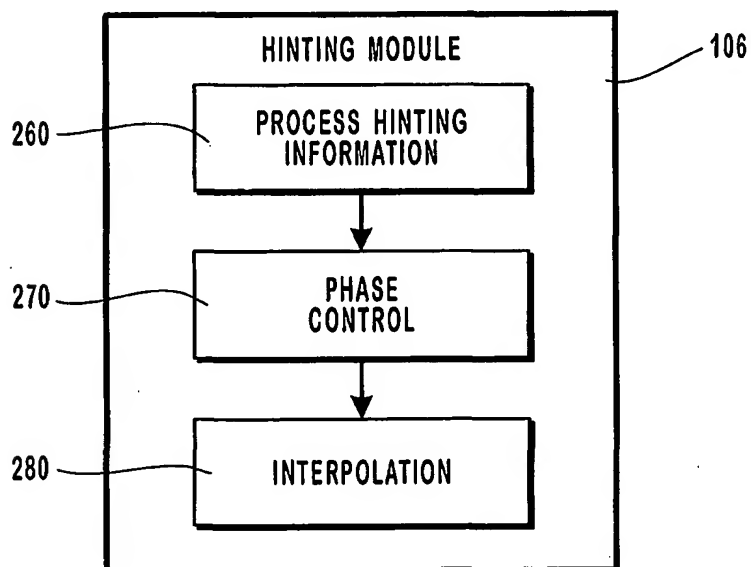 HINTING MODULE
106
260
PROCESS HINTING
INFORMATION
270
PHASE
CONTROL
280
INTERPOLATION